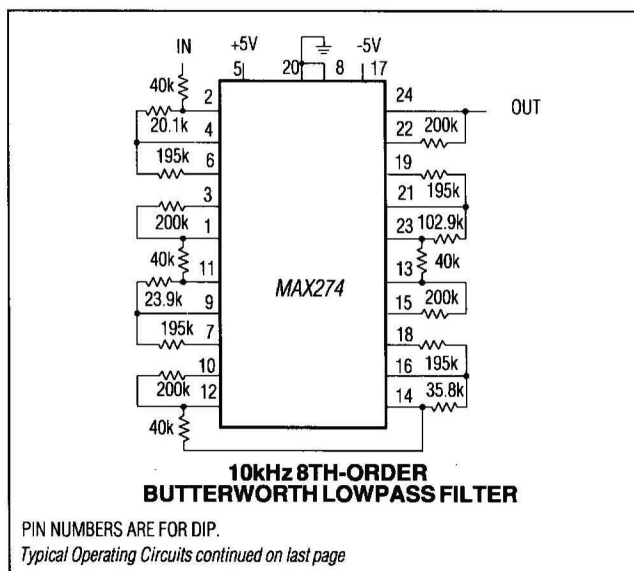 IN +5V -5V
5 20 8 17
40k 2 24 OUT
20.1k 4 22 200k
195k 6 19
3 21 195k
200k 1 23 102.9k
40k 11 13 40k
23.9k 9 MAX274 15 200k
195k 7 18
10 16 195k
200k 12 14 35.8k
40k
10kHz 8TH-ORDER
BUTTERWORTH LOWPASS FILTER
PIN NUMBERS ARE FOR DIP.
Typical Operating Circuits continued on last page